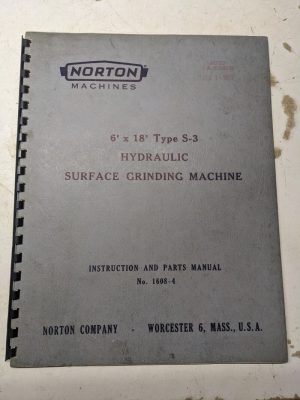 NORTON
MACHINES
6" x 18" Type S-3
HYDRAULIC
SURFACE GRINDING MACHINE
INSTRUCTION AND PARTS MANUAL
No. 1608-4
NORTON COMPANY - WORCESTER 6, MASS., U.S.A.